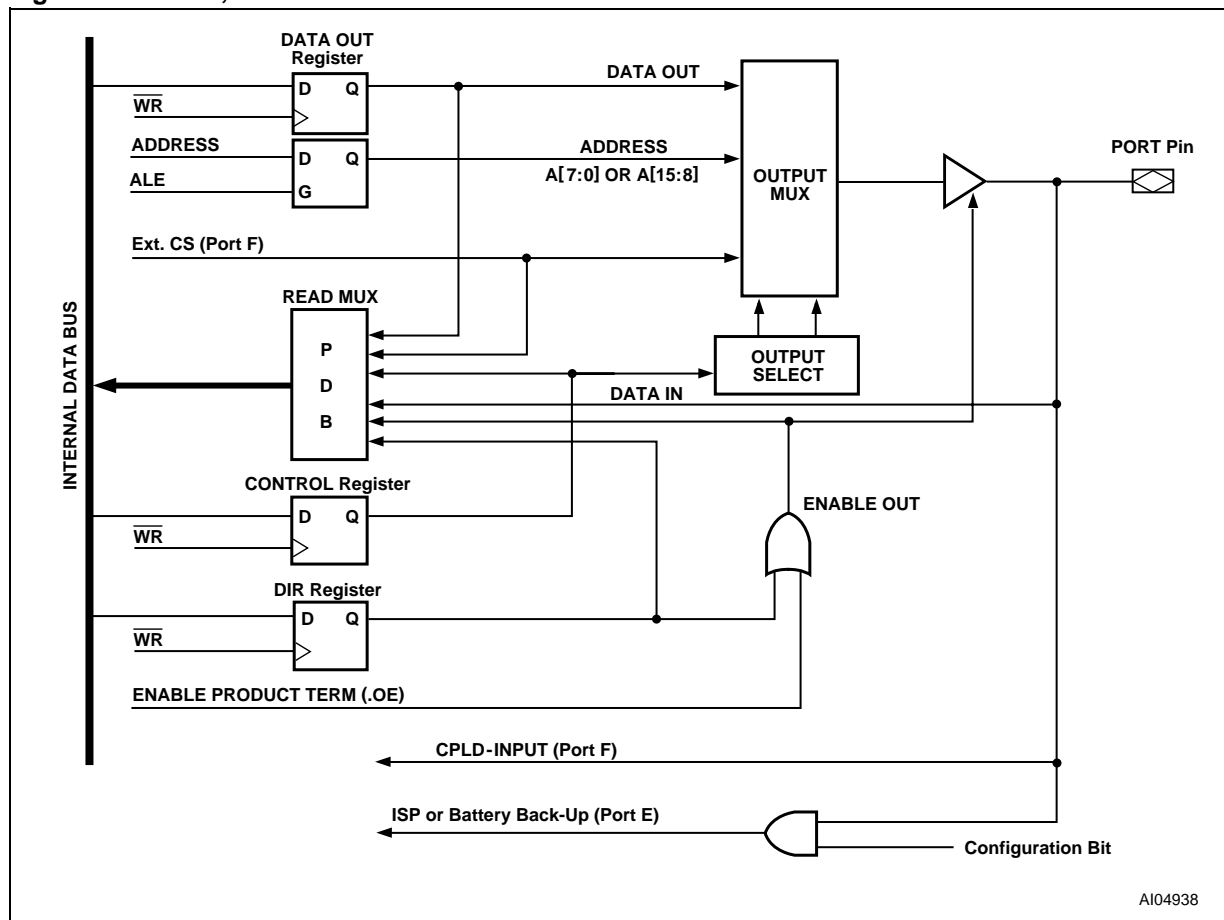 DATA OUT
Register
D Q
WR
DATA OUT
ADDRESS
D Q
ALE
G
ADDRESS
A[7:0] OR A[15:8]
OUTPUT
MUX
PORT Pin
Ext. CS (Port F)
READ MUX
P
D
B
OUTPUT
SELECT
DATA IN
INTERNAL DATA BUS
CONTROL Register
D Q
WR
ENABLE OUT
DIR Register
D Q
WR
ENABLE PRODUCT TERM (.OE)
CPLD-INPUT (Port F)
ISP or Battery Back-Up (Port E)
Configuration Bit
AI04938